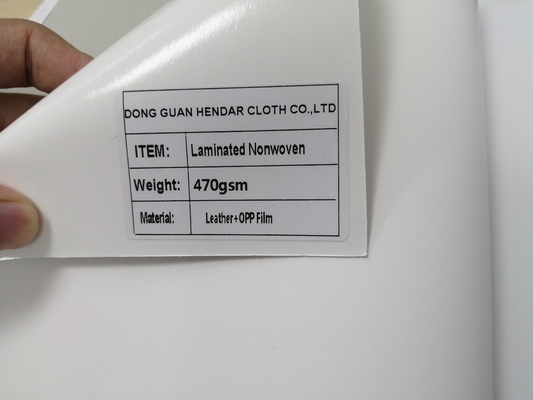 DONG GUAN HENDAR CLOTH CO.,LTD
ITEM: Laminated Nonwoven
Weight: 470gsm
Material: Leather+OPP Film